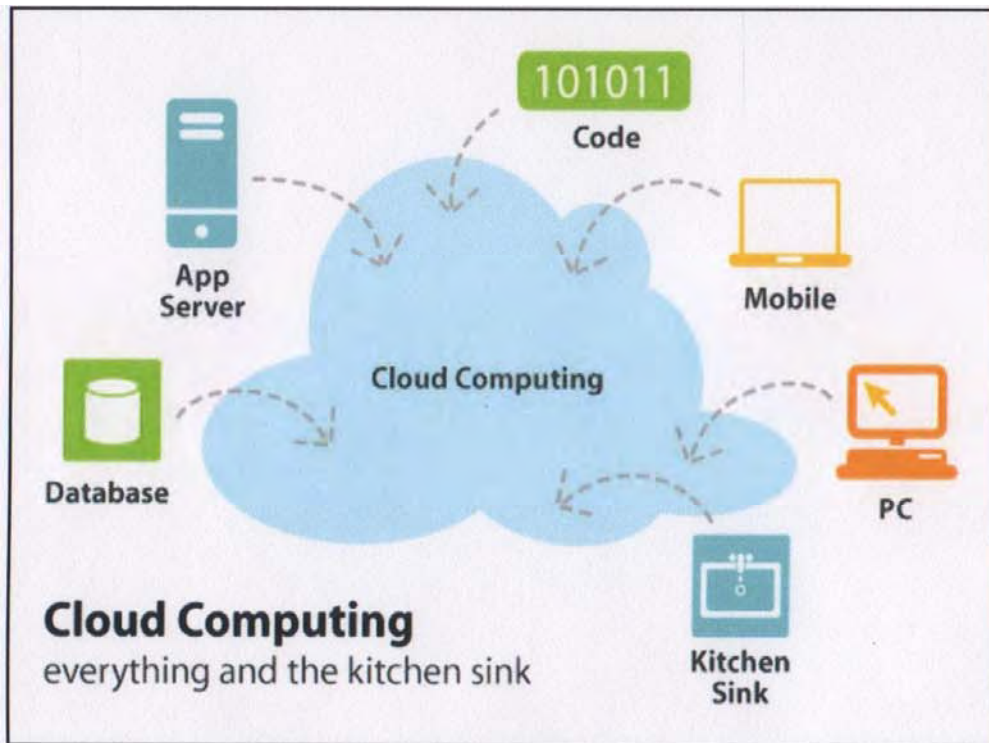 101011
Code
App
Server
Mobile
Cloud Computing
Database
PC
Cloud Computing
everything and the kitchen sink
Kitchen
Sink